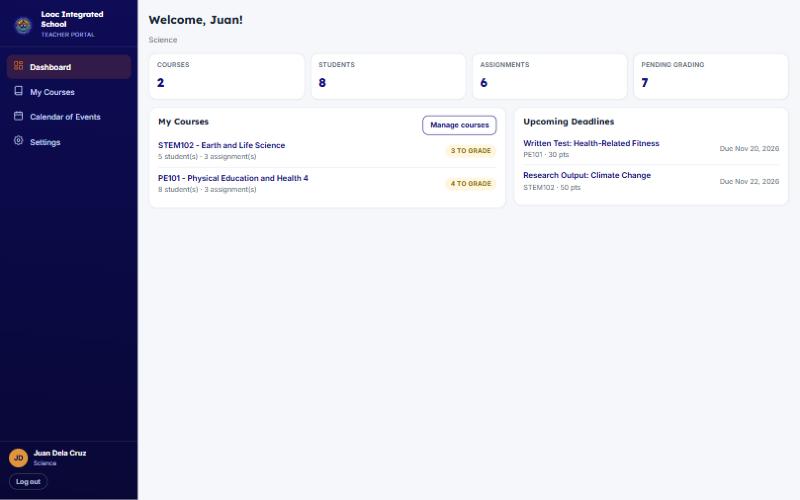 Looc Integrated
School
TEACHER PORTAL
Dashboard
My Courses
Calendar of Events
Settings
Juan Dela Cruz
JD
Science
Log out
Welcome, Juan!
Science
COURSES
2
STUDENTS
8
ASSIGNMENTS
6
PENDING GRADING
7
My Courses
Manage courses
STEM102 - Earth and Life Science
5 student(s) · 3 assignment(s)
3 TO GRADE
PE101 - Physical Education and Health 4
8 student(s) · 3 assignment(s)
4 TO GRADE
Upcoming Deadlines
Written Test: Health-Related Fitness
PE101 · 30 pts
Due Nov 20, 2026
Research Output: Climate Change
STEM102 · 50 pts
Due Nov 22, 2026